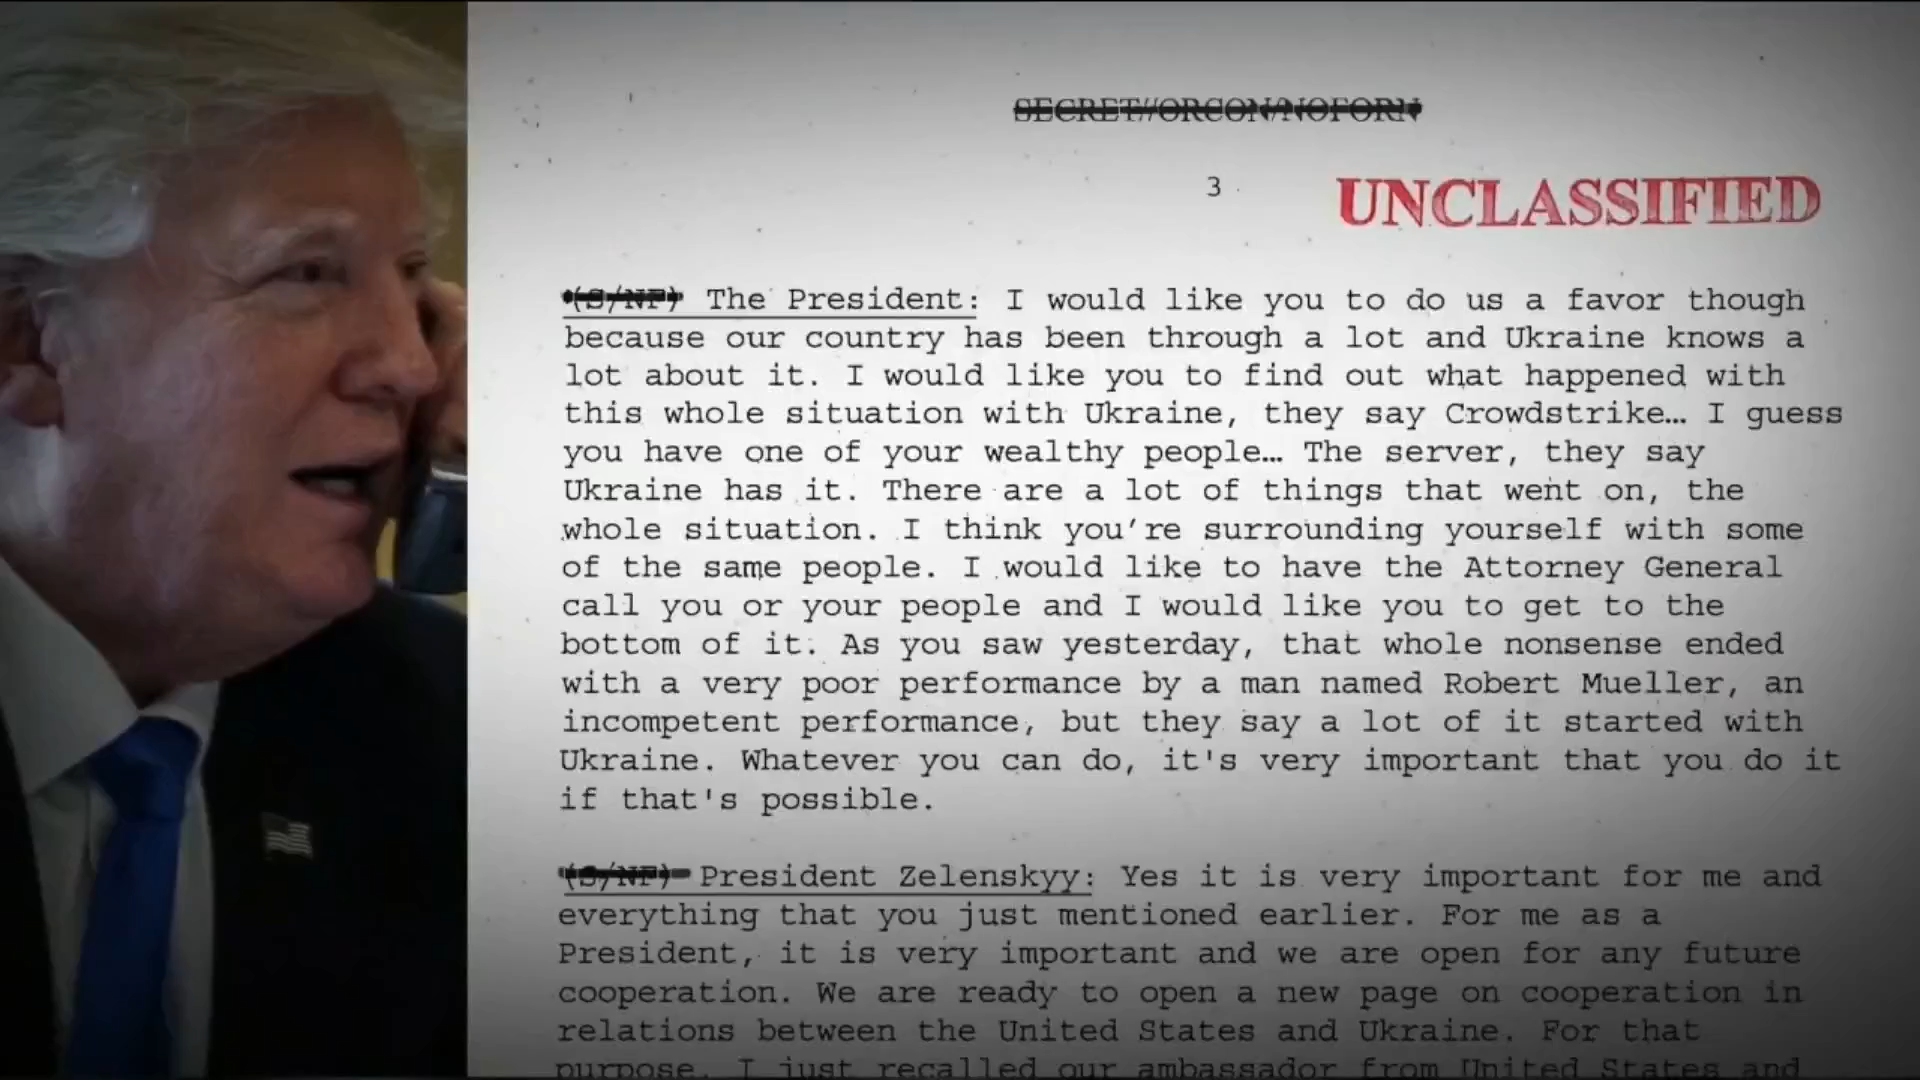 SECRET//ORCON/NOFORN
3
UNCLASSIFIED
(S/NF) The President: I would like you to do us a favor though
because our country has been through a lot and Ukraine knows a
lot about it. I would like you to find out what happened with
this whole situation with Ukraine, they say Crowdstrike… I guess
you have one of your wealthy people… The server, they say
Ukraine has it. There are a lot of things that went on, the
whole situation. I think you’re surrounding yourself with some
of the same people. I would like to have the Attorney General
call you or your people and I would like you to get to the
bottom of it. As you saw yesterday, that whole nonsense ended
with a very poor performance by a man named Robert Mueller, an
incompetent performance, but they say a lot of it started with
Ukraine. Whatever you can do, it's very important that you do it
if that's possible.
(S/NF) President Zelenskyy: Yes it is very important for me and
everything that you just mentioned earlier. For me as a
President, it is very important and we are open for any future
cooperation. We are ready to open a new page on cooperation in
relations between the United States and Ukraine. For that
purpose, I just recalled our ambassador from United States and